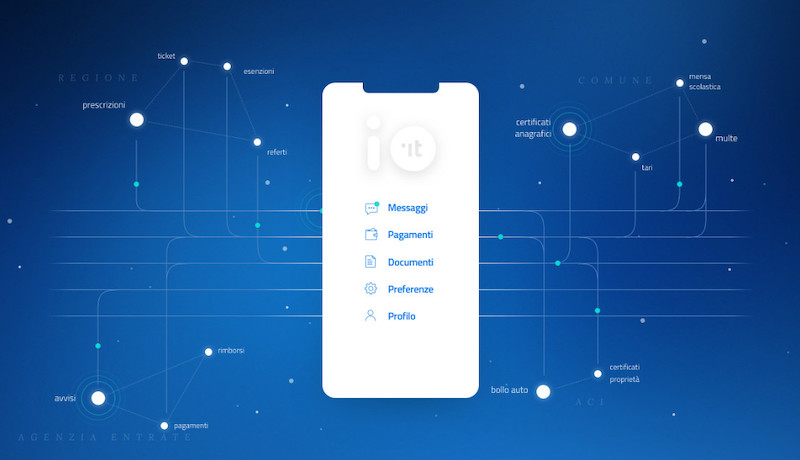 REGIONE
ticket
esenzioni
prescrizioni
referti
COMUNE
mensa
scolastica
certificati
anagrafici
multe
tari
io
.it
Messaggi
Pagamenti
Documenti
Preferenze
Profilo
rimborsi
avvisi
pagamenti
AGENZIA ENTRATE
certificati
proprietà
bollo auto
ACI